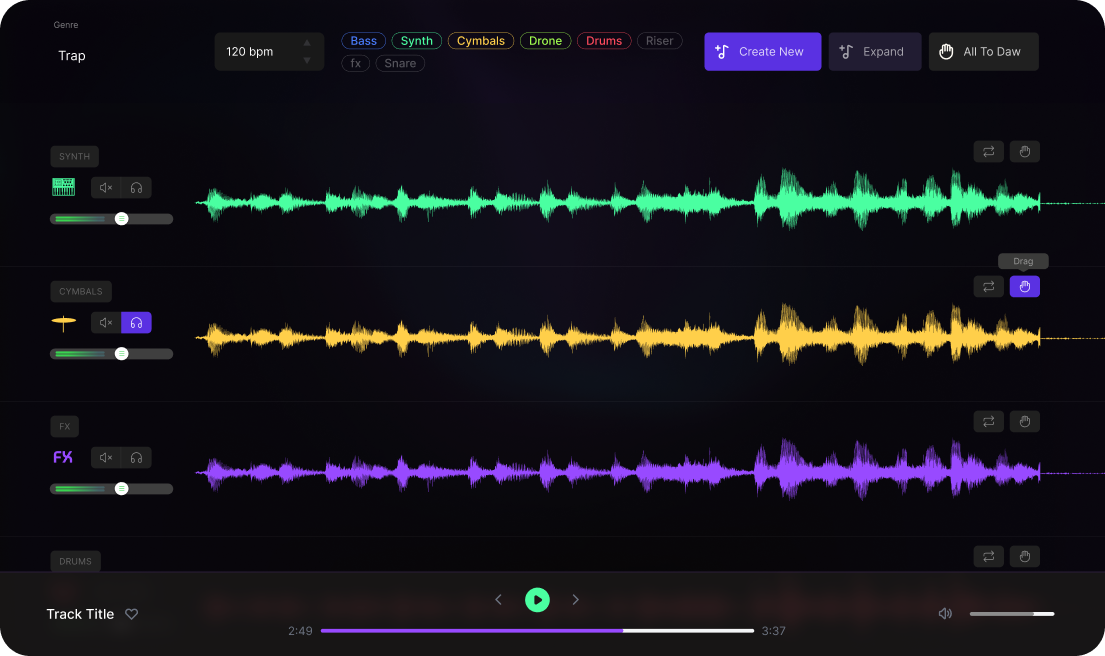 Genre
Trap
120 bpm
Bass Synth Cymbals Drone Drums Riser
fx Snare
Create New
Expand
All To Daw
SYNTH
Drag
CYMBALS
FX
FX
DRUMS
Track Title
2:49
3:37